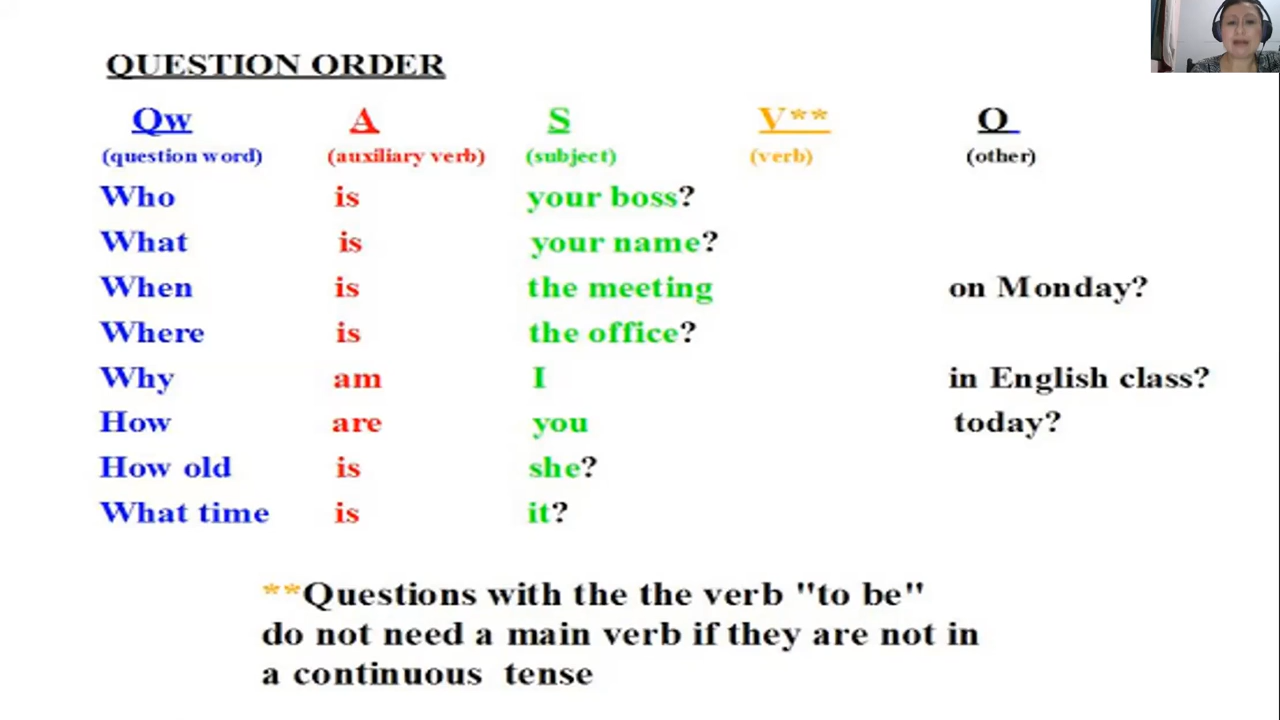 QUESTION ORDER
Qw A S V** O
(question word) (auxiliary verb) (subject) (verb) (other)
Who is your boss?
What is your name?
When is the meeting on Monday?
Where is the office?
Why am I in English class?
How are you today?
How old is she?
What time is it?
**Questions with the the verb "to be"
do not need a main verb if they are not in
a continuous tense